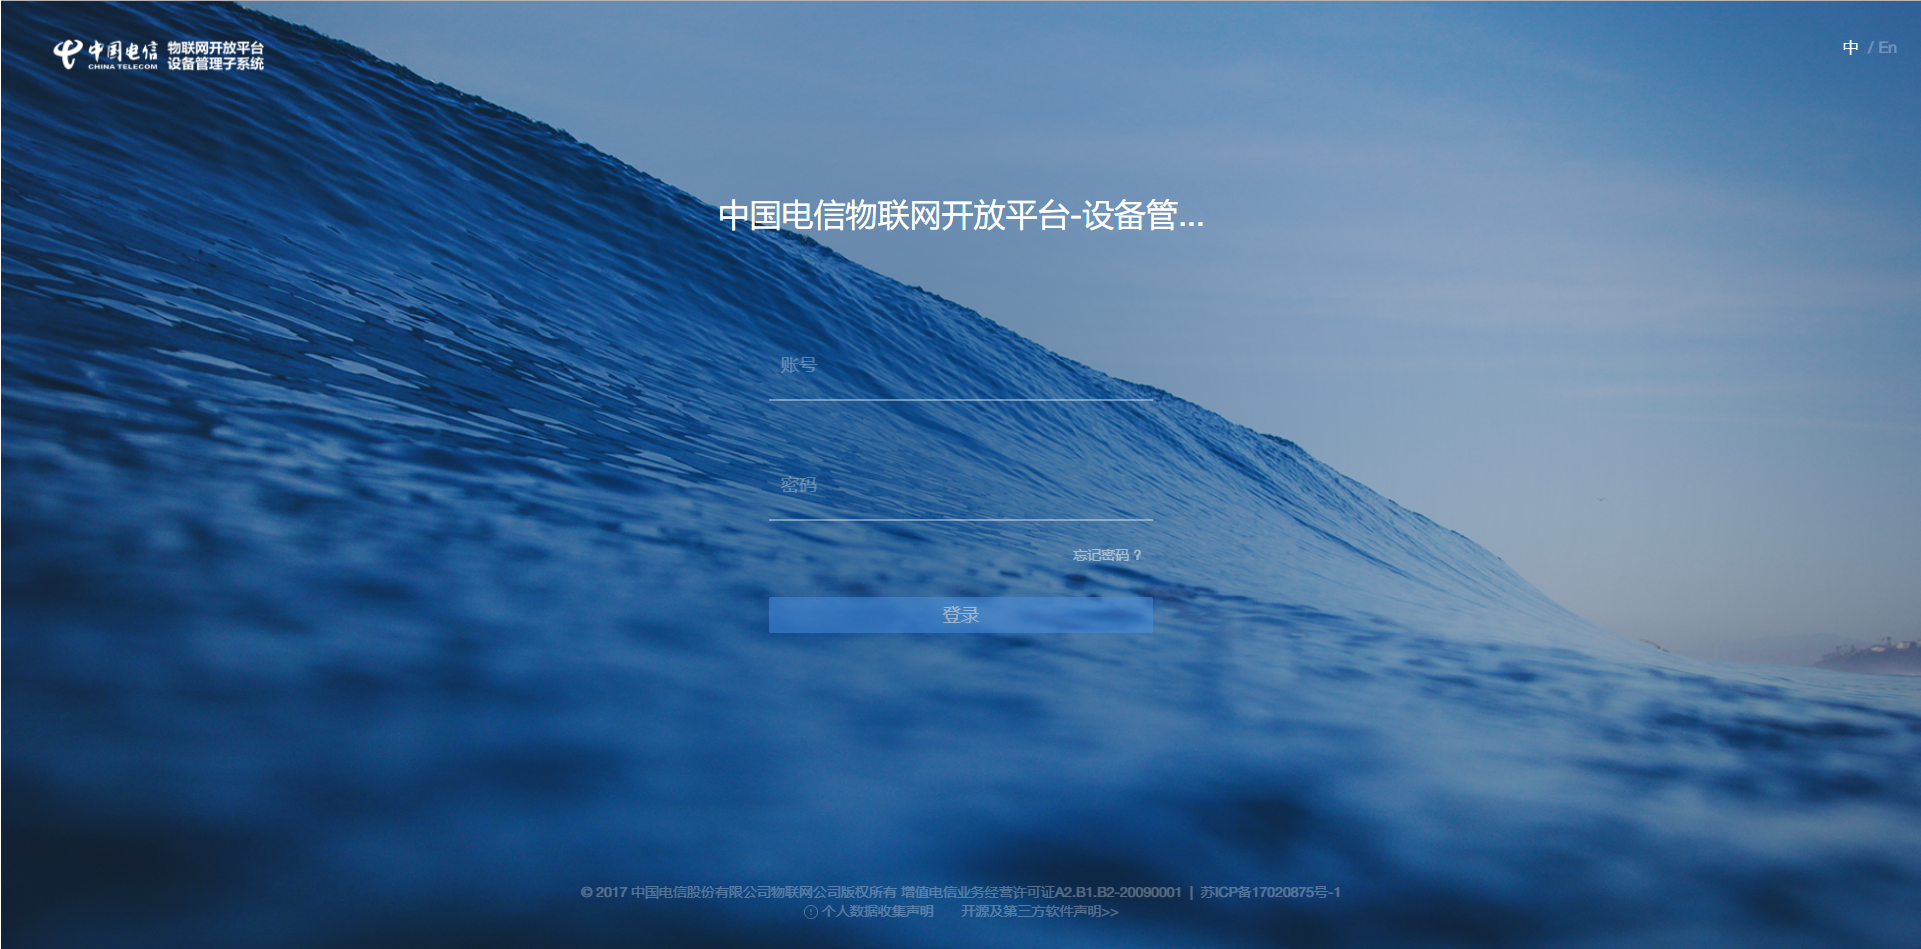 中国电信 物联网开放平台
CHINA TELECOM 设备管理子系统
中 / En
中国电信物联网开放平台-设备管...
账号
密码
忘记密码？
登录
© 2017 中国电信股份有限公司物联网公司版权所有 增值电信业务经营许可证A2.B1.B2-20090001 | 苏ICP备17020875号-1
个人数据收集声明 开源及第三方软件声明>>